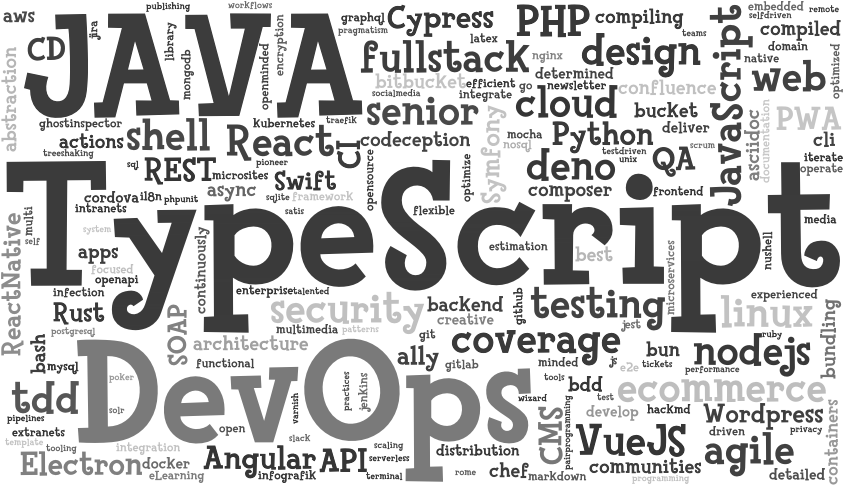 aws
publishing
workflows
graphql
Cypress
PHP
compiling
JavaScript
embedded
selfdriven
remote
CD
JAVA
jira
library
mongodb
openminded
encryption
pragmatism
latex
nginx
design
teams
compiled
domain
native
optimized
abstraction
fullstack
determined
web
bitbucket
efficient
go
newsletter
confluence
socialmedia
integrate
cloud
bucket
PWA
ghostinspector
kubernetes
traefik
senior
actions
shell
React
CI
codeception
Symfony
mocha
nosql
Python
deliver
asciidoc
documentation
cli
treeshaking
sql
REST
pioneer
microsites
opensource
optimize
deno
testdriven
unix
QA
scrum
iterate
operate
Swift
cordova
i18n
phpunit
async
sqlite
framework
composer
frontend
intranets
satis
flexible
multi
self
system
TypeScript
media
ReactNative
apps
continuously
estimation
best
microservices
nushell
focused
openapi
infection
enterprise
talented
experienced
Rust
SOAP
security
backend
github
testing
linux
bundling
creative
postgresql
multimedia
patterns
git
jest
ruby
bash
architecture
coverage
nodejs
mysql
functional
a11y
gitlab
minded
js
bun
tickets
performance
e2e
DevOps
poker
practices
jenkins
tools
bdd
ecommerce
tdd
solr
varnish
wizard
test
pipelines
develop
hackmd
Wordpress
containers
extranets
open
slack
CMS
pairprogramming
driven
privacy
template
tooling
integration
scaling
distribution
VueJS
agile
Electron
docker
Angular
API
serverless
communities
eLearning
infografik
terminal
rome
chef
markdown
programming
detailed